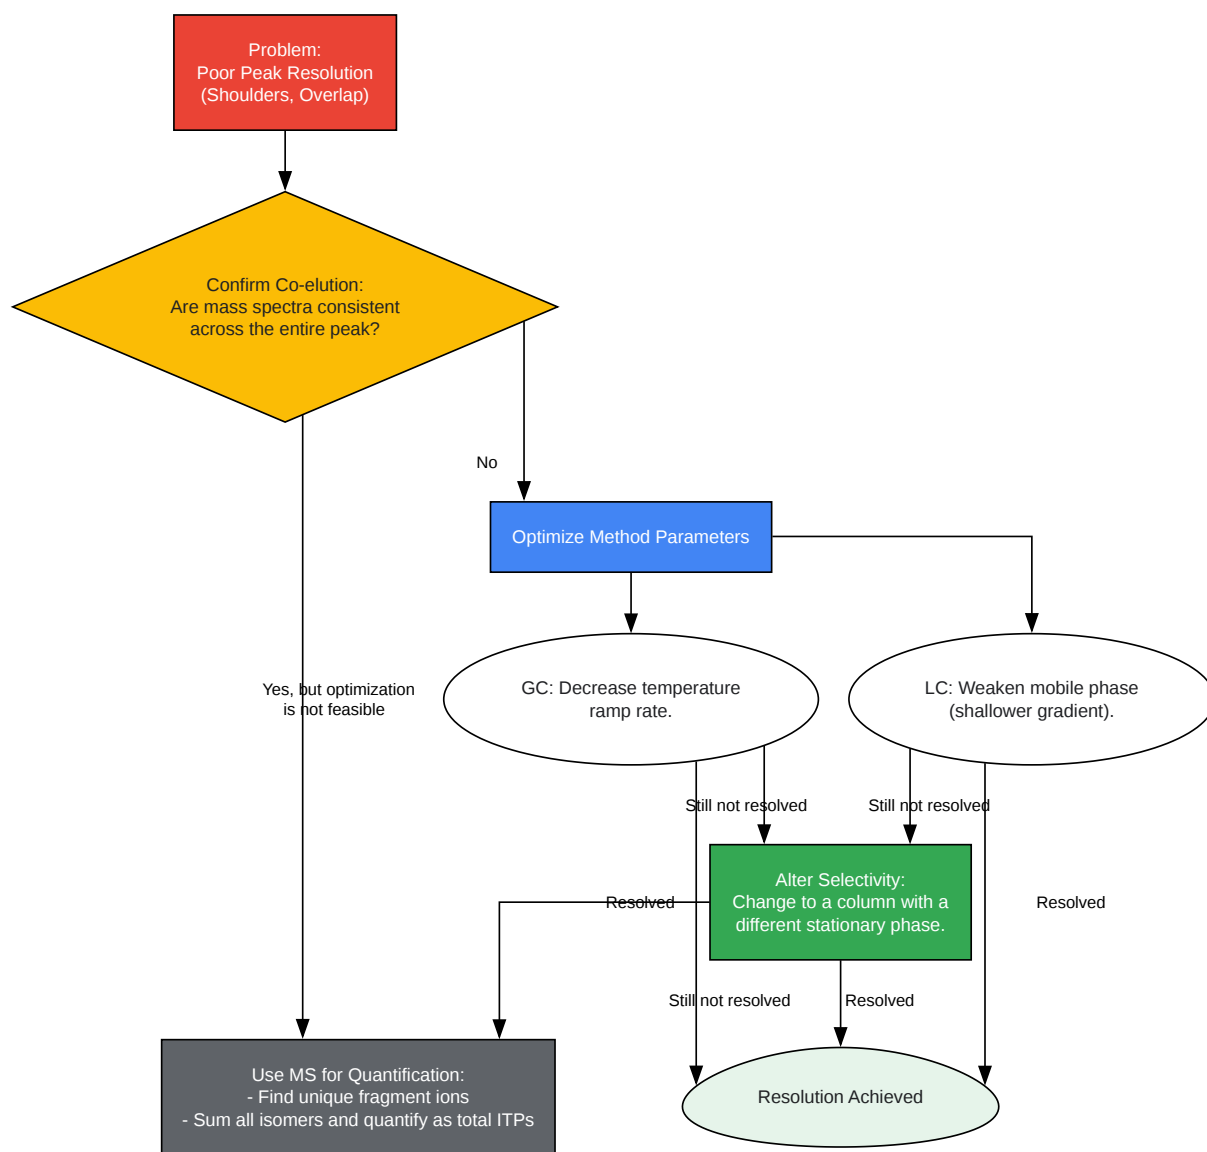 Problem:
Poor Peak Resolution
(Shoulders, Overlap)
Confirm Co-elution:
Are mass spectra consistent
across the entire peak?
No
Optimize Method Parameters
Yes, but optimization
is not feasible
GC: Decrease temperature
ramp rate.
LC: Weaken mobile phase
(shallower gradient).
Still not resolved
Still not resolved
Alter Selectivity:
Change to a column with a
different stationary phase.
Resolved
Resolved
Still not resolved
Resolved
Use MS for Quantification:
- Find unique fragment ions
- Sum all isomers and quantify as total ITPs
Resolution Achieved